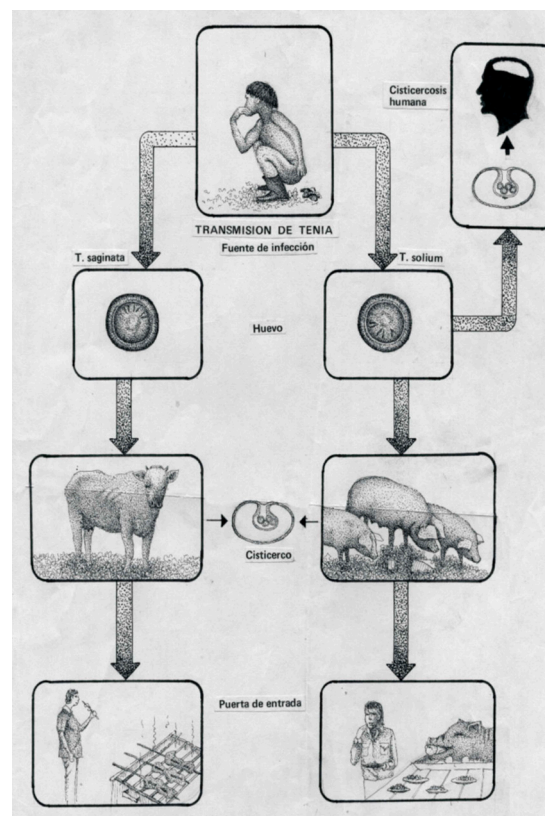 Cisticercosis
humana
TRANSMISION DE TENIA
Fuente de infección
T. saginata
T. solium
Huevo
Cisticerco
Puerta de entrada